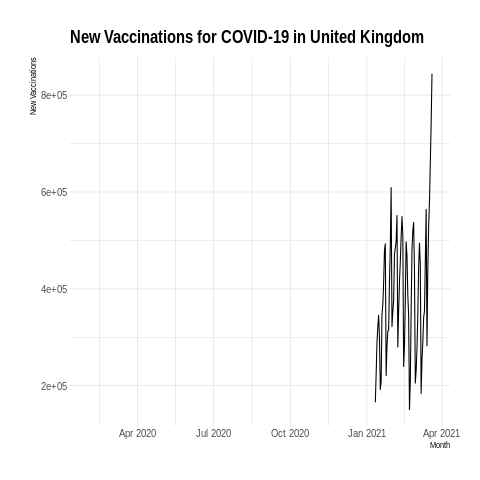 New Vaccinations for COVID-19 in United Kingdom
New Vaccinations
8e+05
6e+05
4e+05
2e+05
Apr 2020 Jul 2020 Oct 2020 Jan 2021 Apr 2021
Month